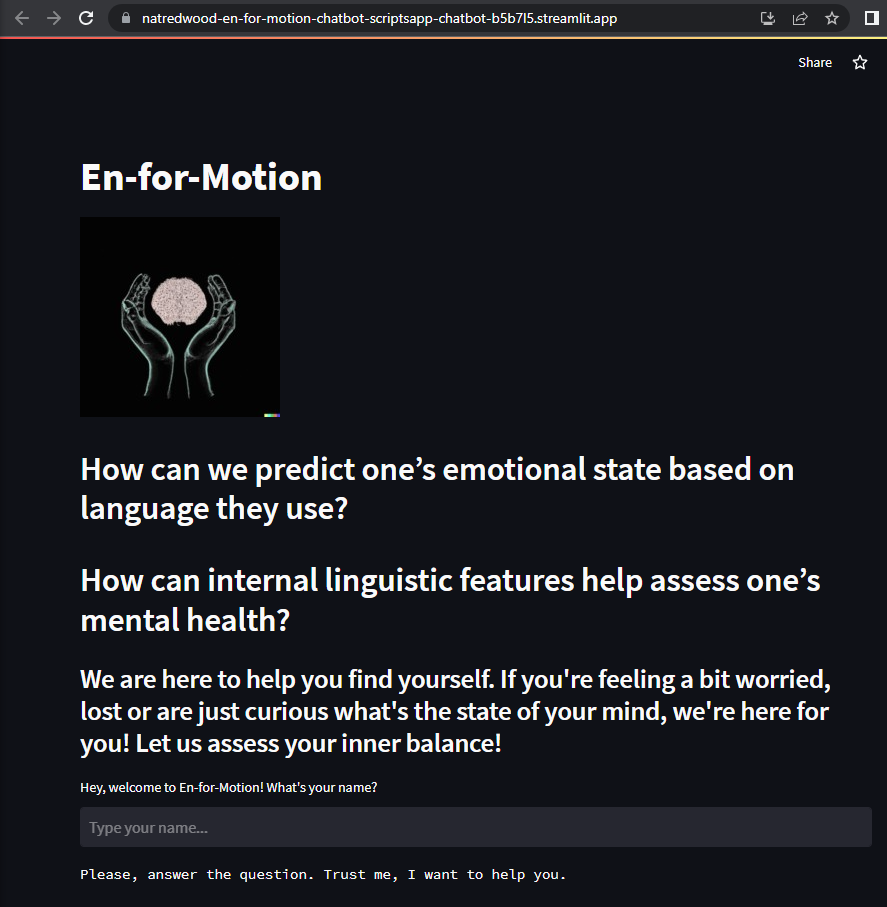 natredwood-en-for-motion-chatbot-scriptsapp-chatbot-b5b7l5.streamlit.app
Share
En-for-Motion
How can we predict one’s emotional state based on
language they use?
How can internal linguistic features help assess one’s
mental health?
We are here to help you find yourself. If you're feeling a bit worried,
lost or are just curious what's the state of your mind, we're here for
you! Let us assess your inner balance!
Hey, welcome to En-for-Motion! What's your name?
Type your name...
Please, answer the question. Trust me, I want to help you.